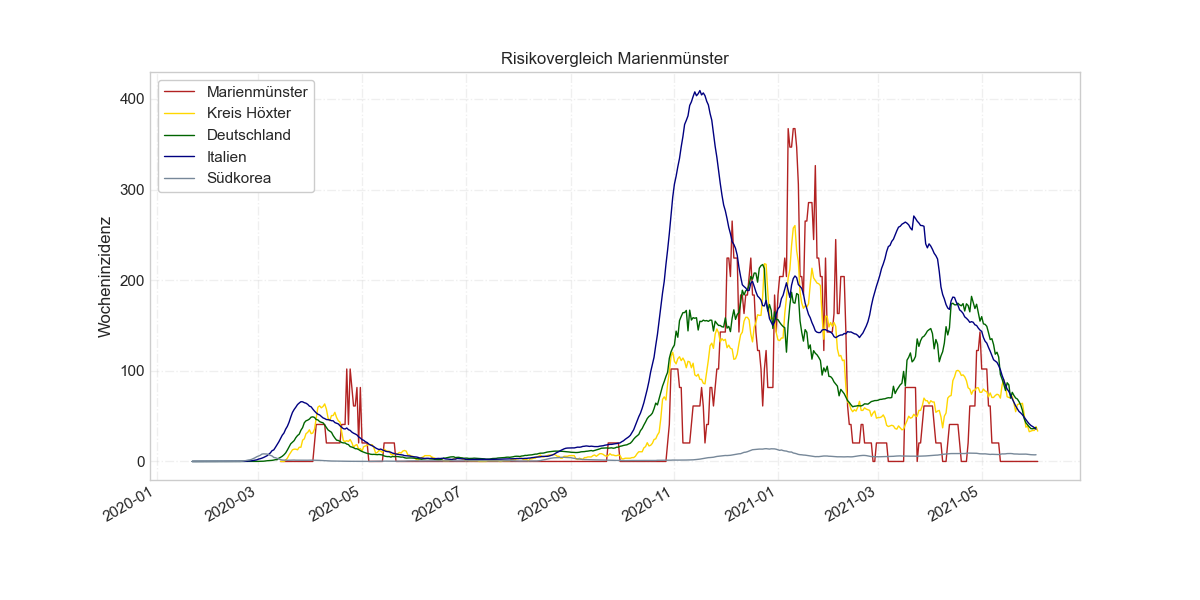 Risikovergleich Marienmünster
Marienmünster
Kreis Höxter
Deutschland
Italien
Südkorea
Wocheninzidenz
400
300
200
100
0
2020-01
2020-03
2020-05
2020-07
2020-09
2020-11
2021-01
2021-03
2021-05